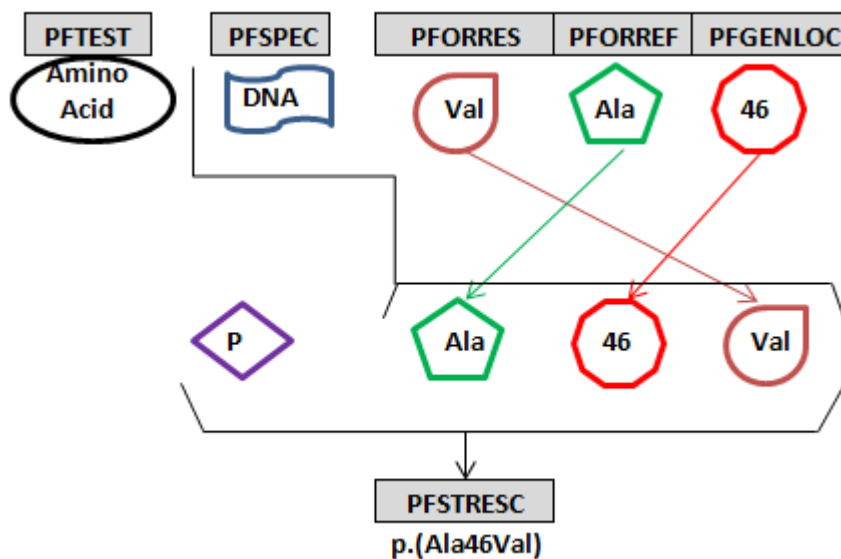 PFTEST PFSPEC PFORRES PFORREF PFGENLOC
Amino
Acid DNA Val Ala 46
P Ala 46 Val
PFSTRESC
p.(Ala46Val)